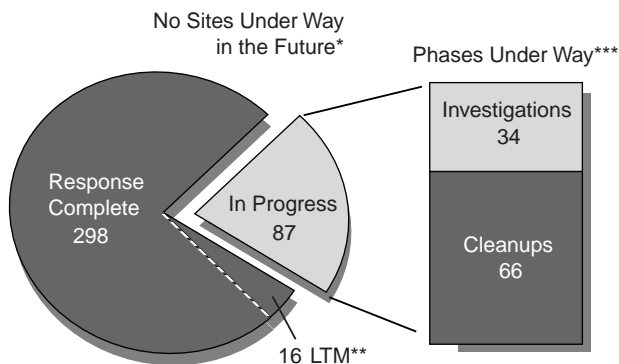 No Sites Under Way
in the Future*
Phases Under Way***
Investigations
34
Response
Complete
298
In Progress
87
Cleanups
66
16 LTM**